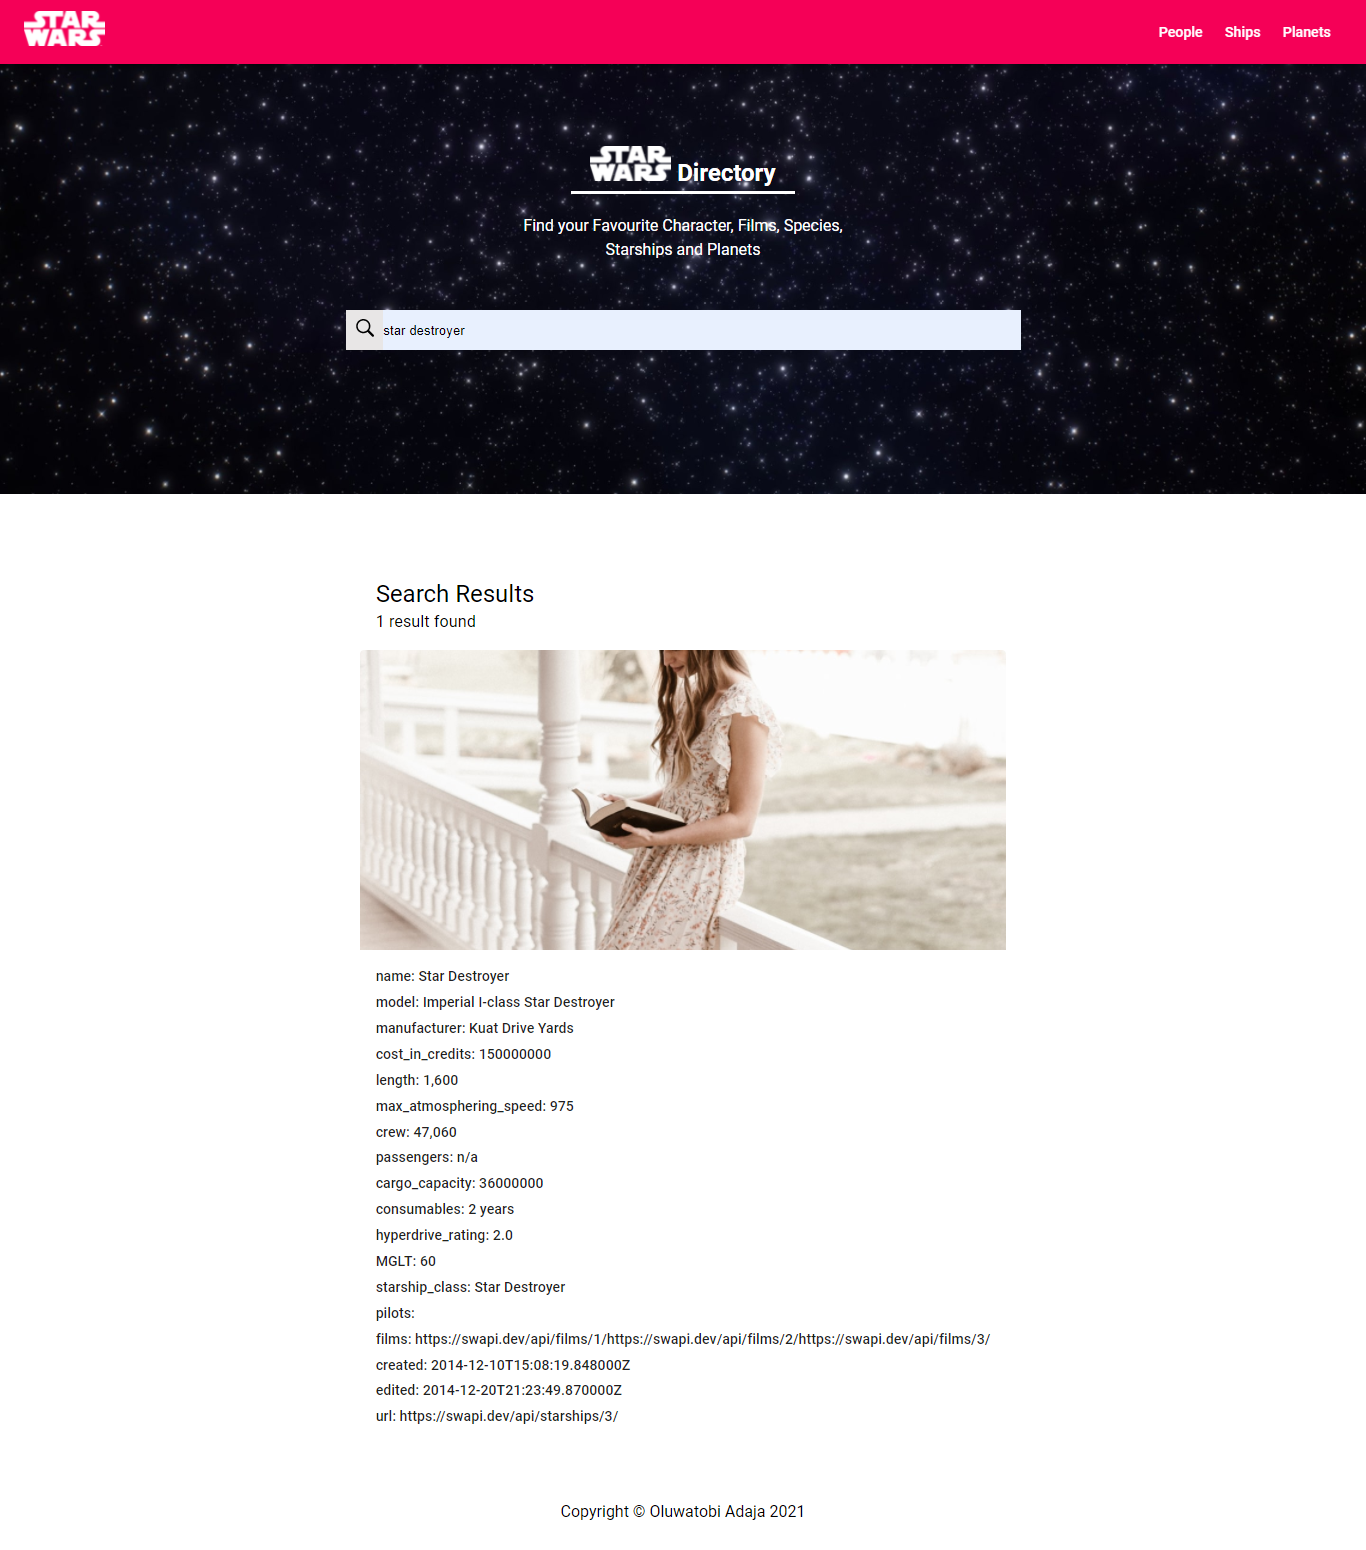 STAR
WARS
People Ships Planets
STAR
WARS Directory
Find your Favourite Character, Films, Species,
Starships and Planets
star destroyer
Search Results
1 result found
name: Star Destroyer
model: Imperial I-class Star Destroyer
manufacturer: Kuat Drive Yards
cost_in_credits: 150000000
length: 1,600
max_atmosphering_speed: 975
crew: 47,060
passengers: n/a
cargo_capacity: 36000000
consumables: 2 years
hyperdrive_rating: 2.0
MGLT: 60
starship_class: Star Destroyer
pilots:
films: https://swapi.dev/api/films/1/https://swapi.dev/api/films/2/https://swapi.dev/api/films/3/
created: 2014-12-10T15:08:19.848000Z
edited: 2014-12-20T21:23:49.870000Z
url: https://swapi.dev/api/starships/3/
Copyright © Oluwatobi Adaja 2021